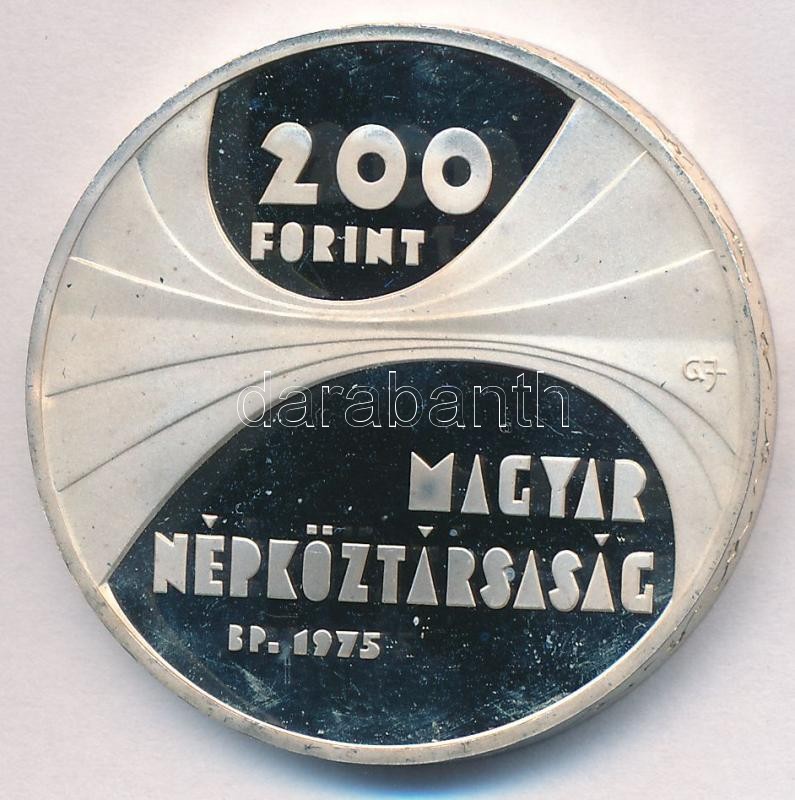 200
FORINT
darabanth
MAGYAR
NÉPKÖZTÁRSASÁG
BP. 1975